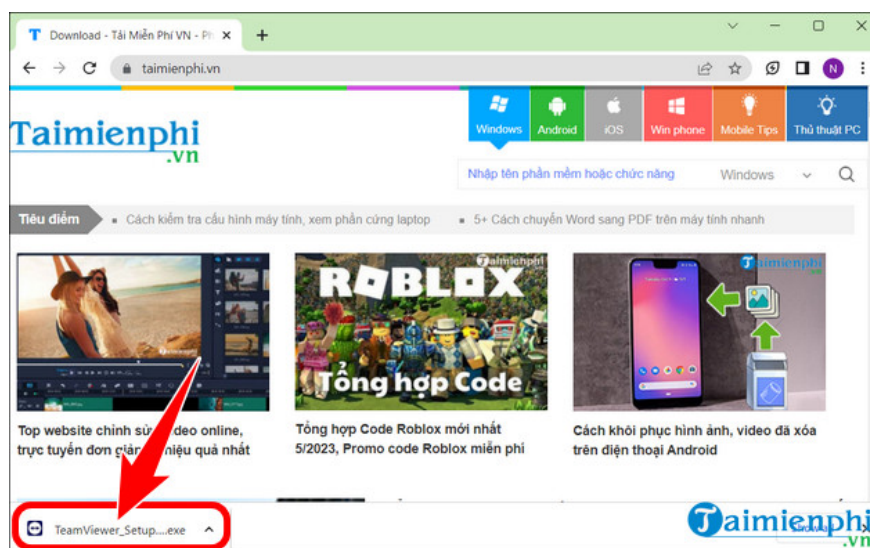 Download - Tải Miễn Phí VN - Ph
taimienphi.vn
N
Taimienphi
.vn
Windows
Android
iOS
Win phone
Mobile Tips
Thủ thuật PC
Nhập tên phần mềm hoặc chức năng
Windows
Tiêu điểm
Cách kiểm tra cấu hình máy tính, xem phần cứng laptop
5+ Cách chuyển Word sang PDF trên máy tính nhanh
ROBLOX
Tổng hợp Code
Taimienphi
.vn
Taimienphi
.vn
Top website chỉnh sửa video online,
trực tuyến đơn giản, hiệu quả nhất
Tổng hợp Code Roblox mới nhất
5/2023, Promo code Roblox miễn phí
Cách khôi phục hình ảnh, video đã xóa
trên điện thoại Android
TeamViewer_Setup....exe
Taimienphi
.vn